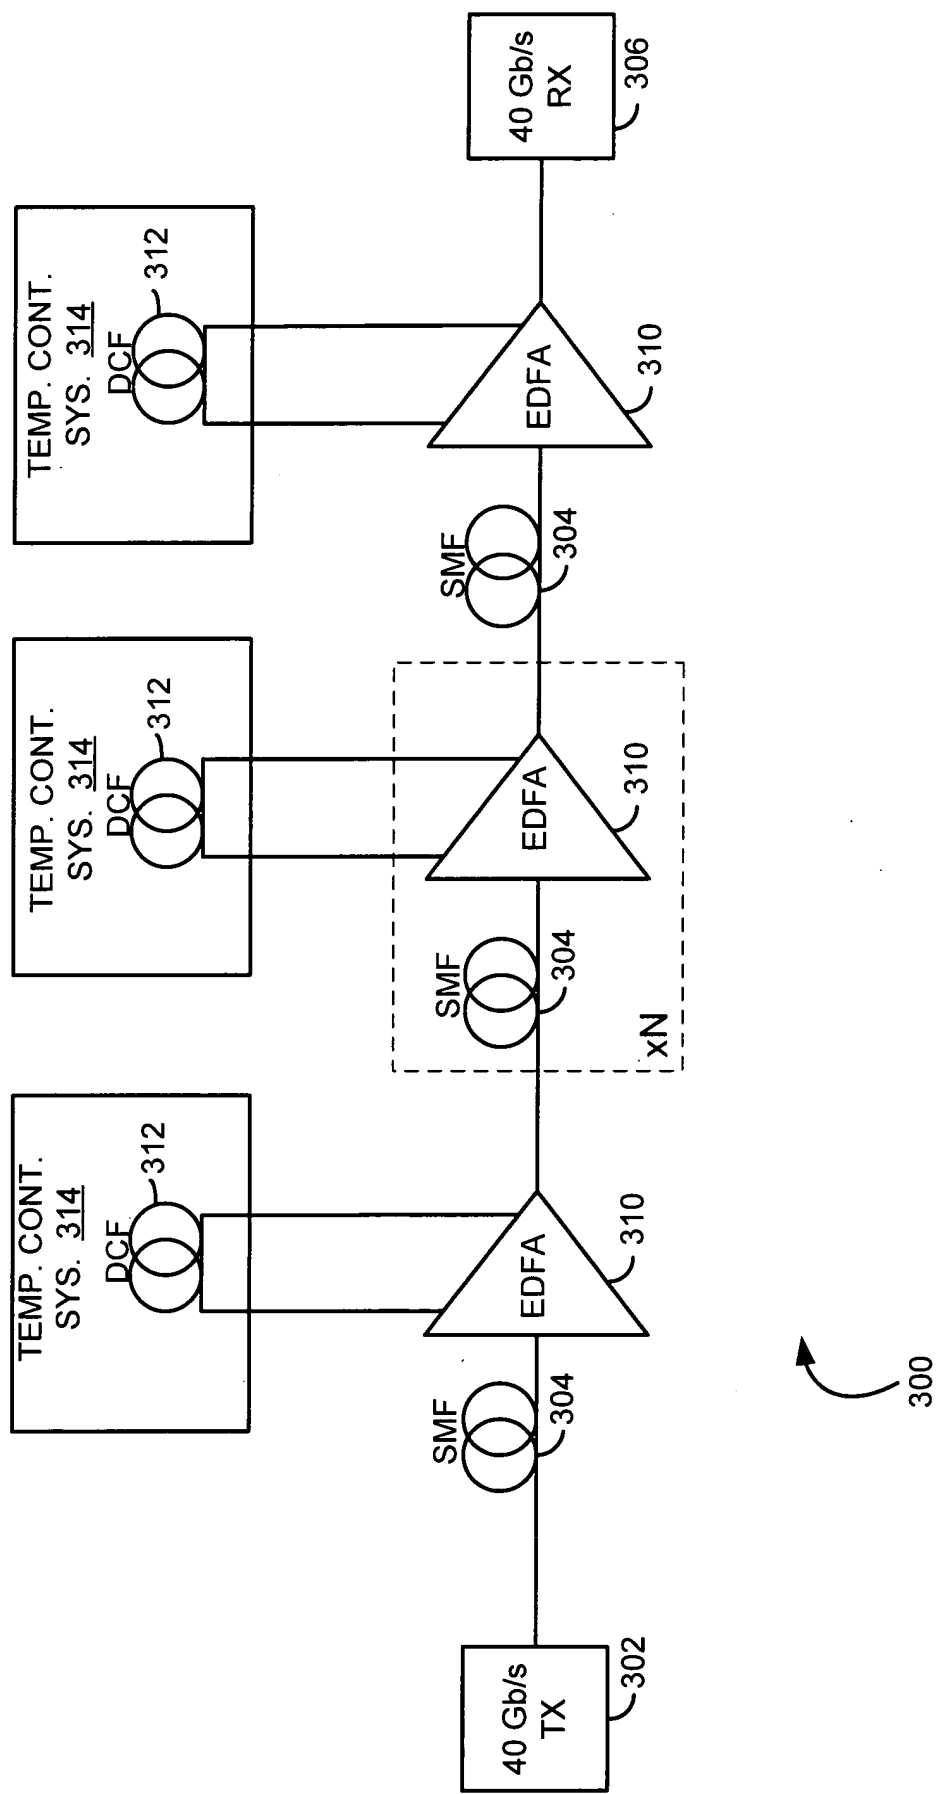 TEMP. CONT.
SYS. 314
DCF
312
TEMP. CONT.
SYS. 314
DCF
312
TEMP. CONT.
SYS. 314
DCF
312
40 Gb/s
TX
302
SMF
304
EDFA
310
SMF
304
EDFA
310
xN
SMF
304
EDFA
310
40 Gb/s
RX
306
300